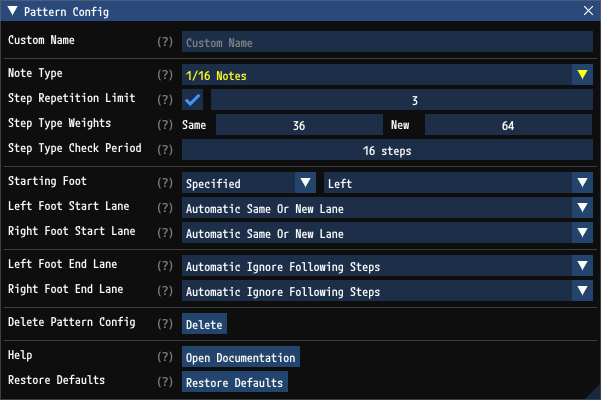 Pattern Config
Custom Name (?) Custom Name
Note Type (?) 1/16 Notes
Step Repetition Limit (?) 3
Step Type Weights (?) Same 36 New 64
Step Type Check Period (?) 16 steps
Starting Foot (?) Specified Left
Left Foot Start Lane (?) Automatic Same Or New Lane
Right Foot Start Lane (?) Automatic Same Or New Lane
Left Foot End Lane (?) Automatic Ignore Following Steps
Right Foot End Lane (?) Automatic Ignore Following Steps
Delete Pattern Config (?) Delete
Help (?) Open Documentation
Restore Defaults (?) Restore Defaults